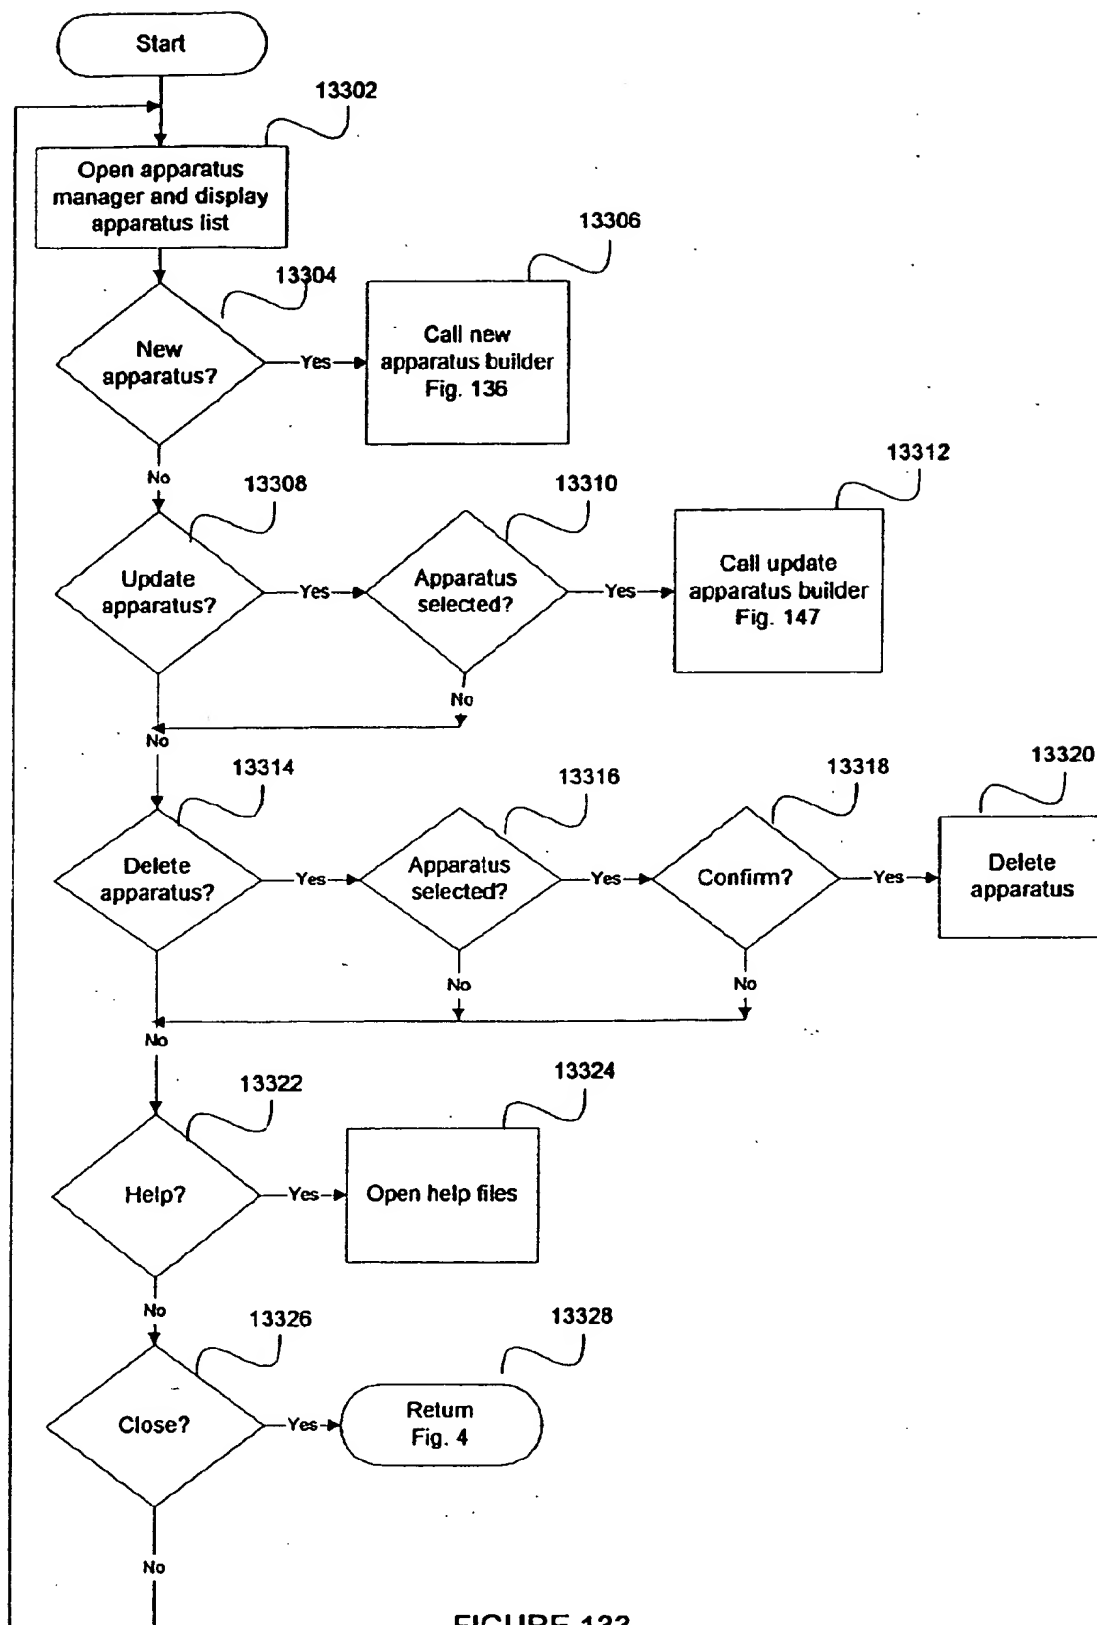 Start
13302
Open apparatus
manager and display
apparatus list
13304
13306
New
apparatus?
Yes
Call new
apparatus builder
Fig. 136
No
13308
13310
13312
Update
apparatus?
Yes
Apparatus
selected?
Yes
Call update
apparatus builder
Fig. 147
No
No
13314
13316
13318
13320
Delete
apparatus?
Yes
Apparatus
selected?
Yes
Confirm?
Yes
Delete
apparatus
No
No
No
13322
13324
Help?
Yes
Open help files
No
13326
13328
Close?
Yes
Return
Fig. 4
No
FIGURE 133